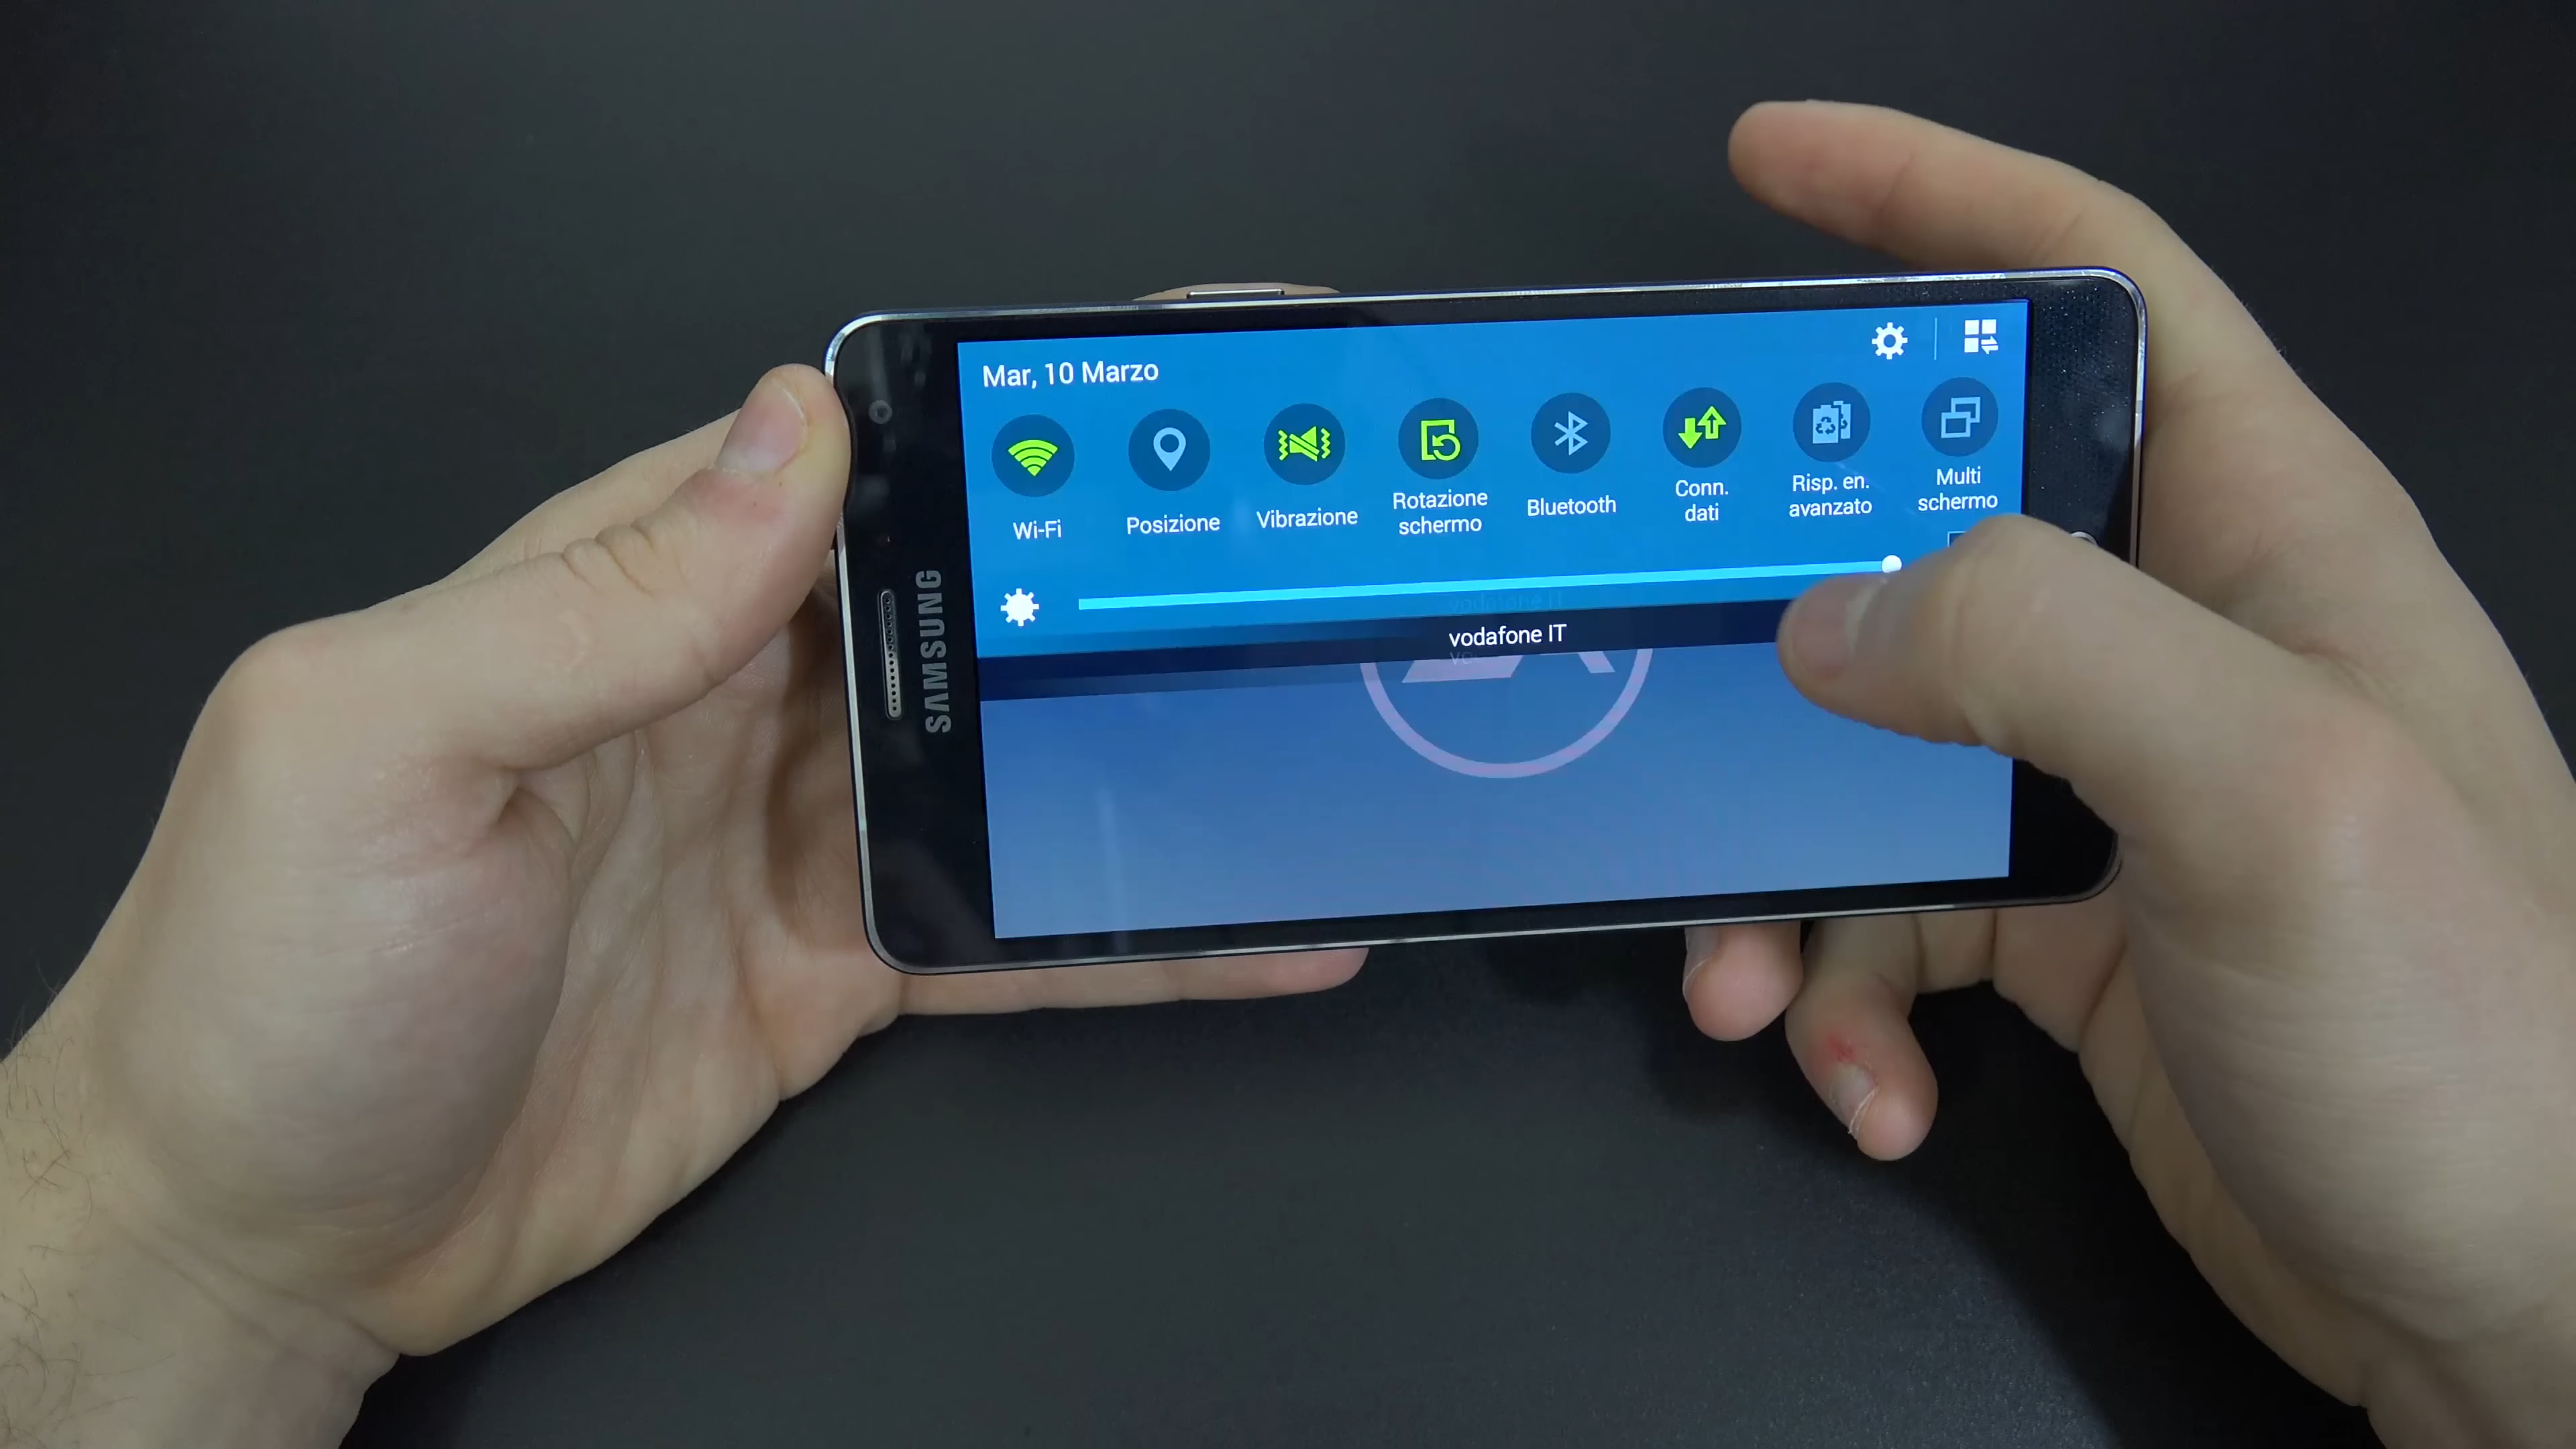 Mar, 10 Marzo
Wi-Fi
Posizione
Vibrazione
Rotazione
schermo
Bluetooth
Conn.
dati
Risp. en.
avanzato
Multi
schermo
vodafone IT
SAMSUNG